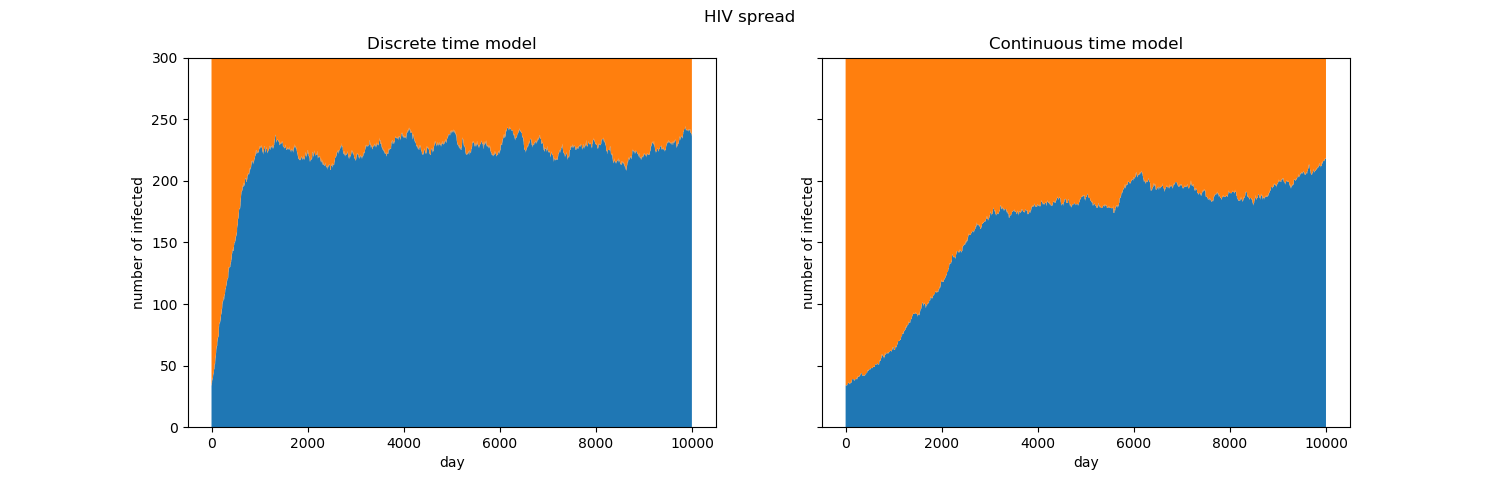 HIV spread
Discrete time model
number of infected
300
250
200
150
100
50
0
0 2000 4000 6000 8000 10000
day
Continuous time model
number of infected
0 2000 4000 6000 8000 10000
day